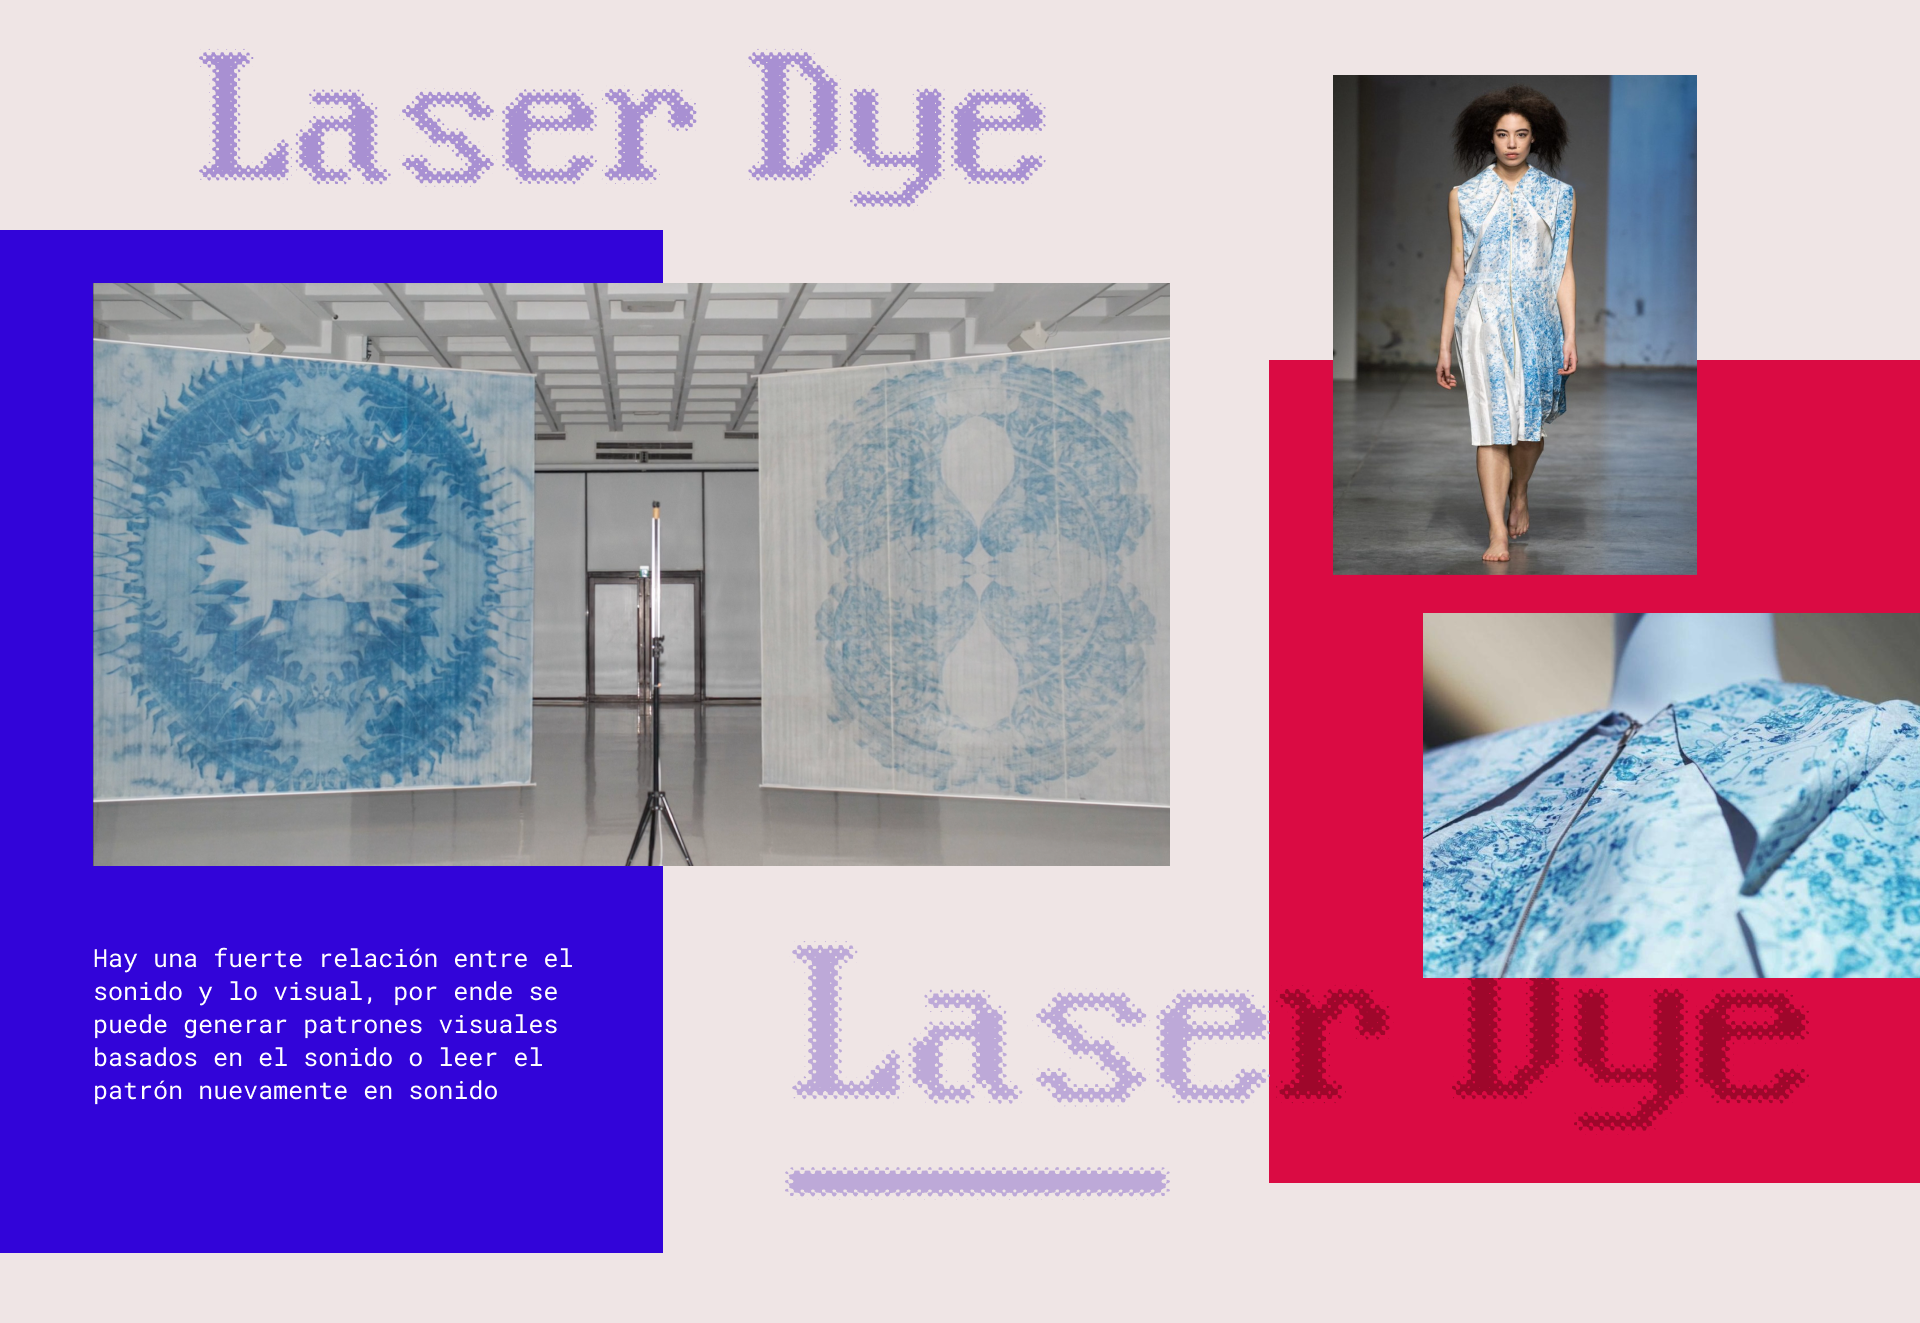 Laser Dye
Hay una fuerte relación entre el
sonido y lo visual, por ende se
puede generar patrones visuales
basados en el sonido o leer el
patrón nuevamente en sonido
Laser Dye